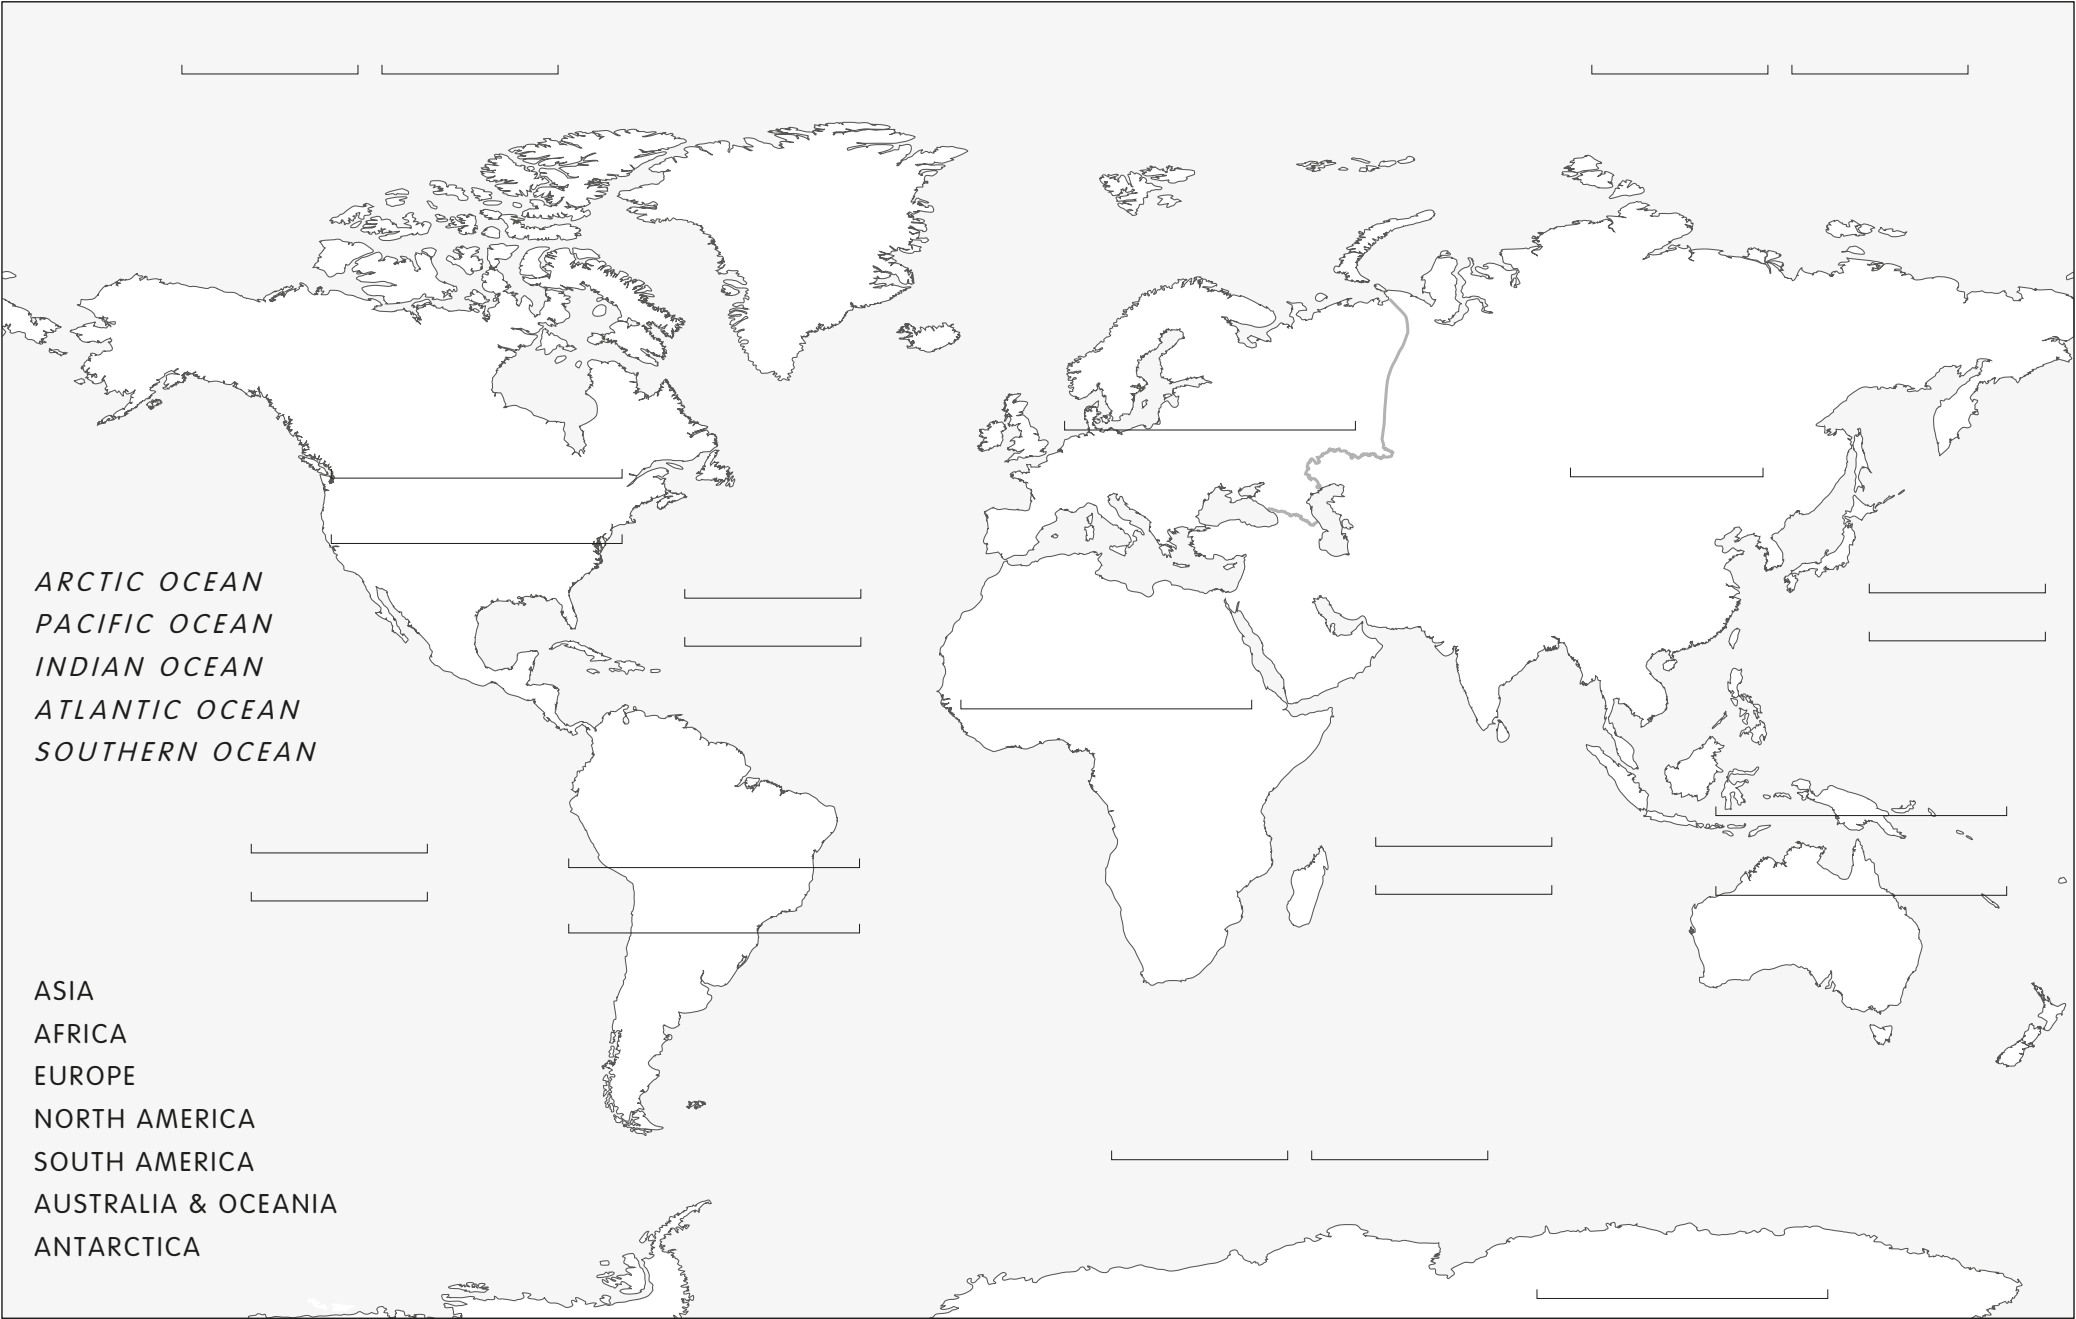 ARCTIC OCEAN
PACIFIC OCEAN
INDIAN OCEAN
ATLANTIC OCEAN
SOUTHERN OCEAN
ASIA
AFRICA
EUROPE
NORTH AMERICA
SOUTH AMERICA
AUSTRALIA & OCEANIA
ANTARCTICA